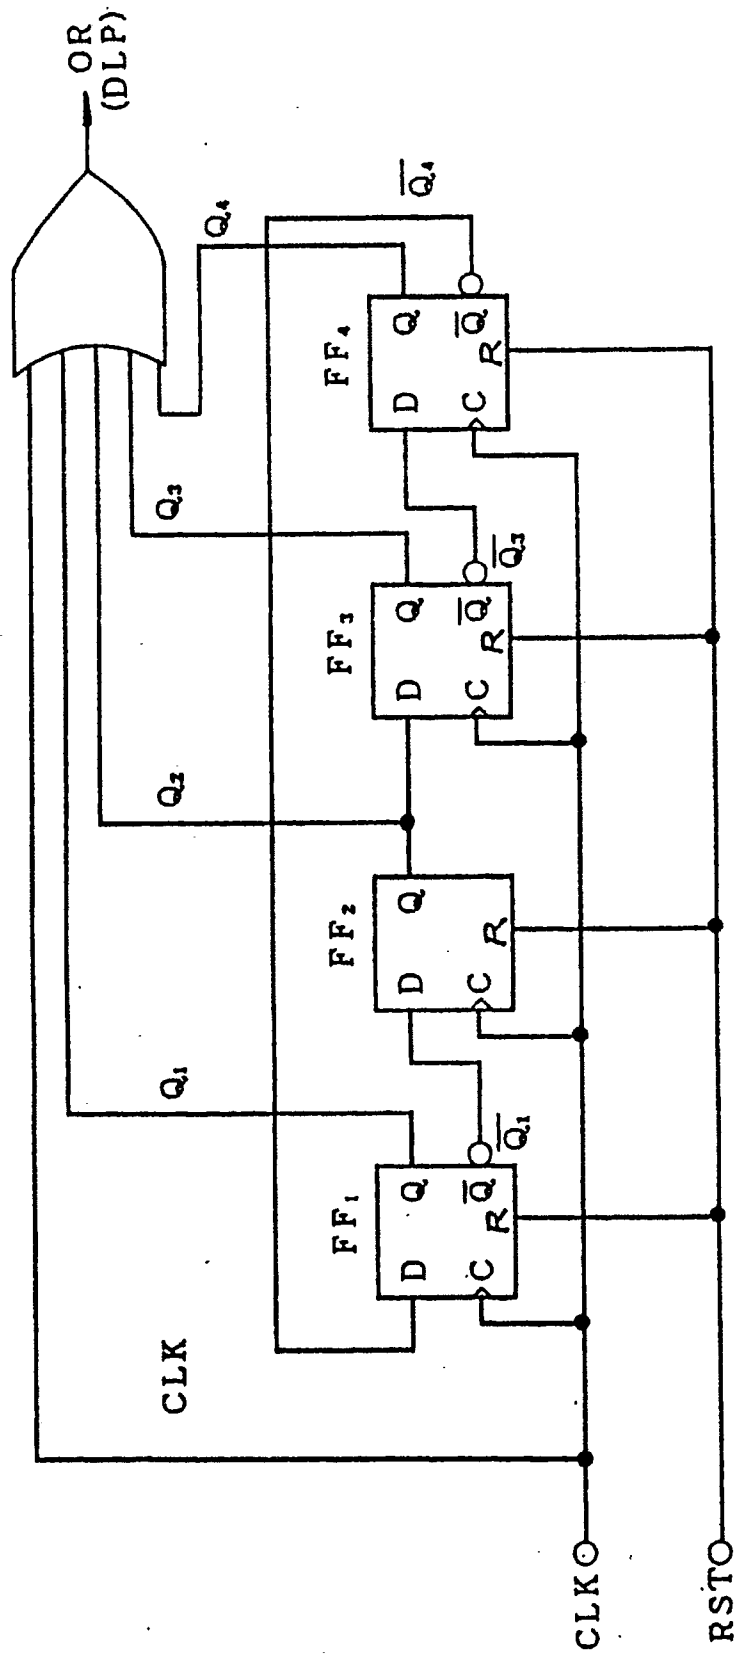 OR
(DLP)
CLK
Q1
Q2
Q3
Q4
Q̅4
FF1
D Q
C Q̅
R
Q̅1
FF2
D Q
C
R
FF3
D Q
C Q̅
R
Q̅3
FF4
D Q
C Q̅
R
CLK
RST